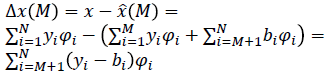 Δx(M) = x − x̂(M) =
∑ᵢ₌₁ᴺ yᵢφᵢ − (∑ᵢ₌₁ᴹ yᵢφᵢ + ∑ᵢ₌M₊₁ᴺ bᵢφᵢ) =
∑ᵢ₌M₊₁ᴺ(yᵢ − bᵢ)φᵢ